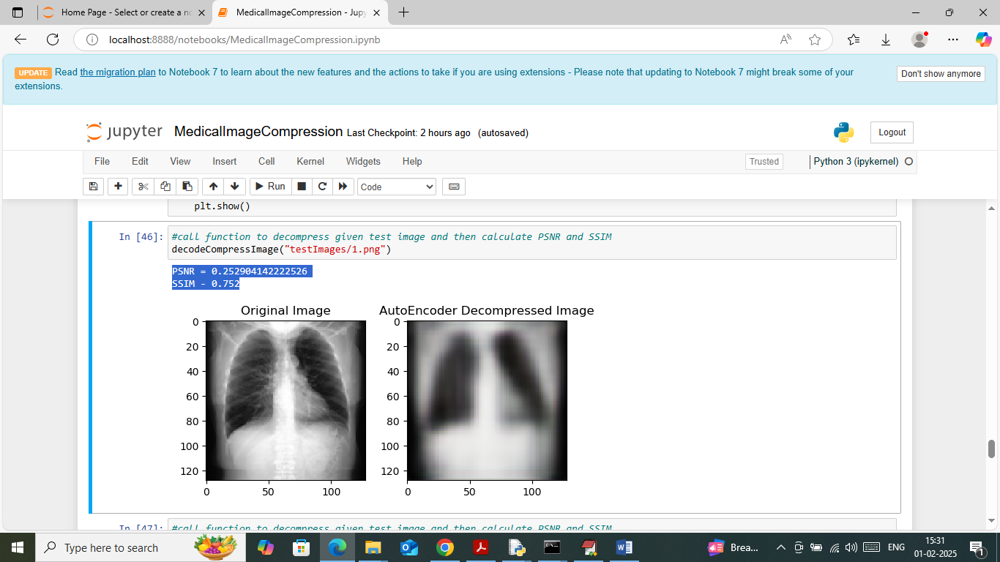 Home Page - Select or create a no
MedicalImageCompression - Jupy
localhost:8888/notebooks/MedicalImageCompression.ipynb
UPDATE Read the migration plan to Notebook 7 to learn about the new features and the actions to take if you are using extensions - Please note that updating to Notebook 7 might break some of your
extensions.
Don't show anymore
jupyter MedicalImageCompression Last Checkpoint: 2 hours ago (autosaved)
Logout
File Edit View Insert Cell Kernel Widgets Help
Trusted
Python 3 (ipykernel)
Run
Code
plt.show()
In [46]: #call function to decompress given test image and then calculate PSNR and SSIM
decodeCompressImage("testImages/1.png")
PSNR = 0.252904142222526
SSIM - 0.752
Original Image
0
20
40
60
80
100
120
0 50 100
AutoEncoder Decompressed Image
0
20
40
60
80
100
120
0 50 100
In [47]: #call function to decompress given test image and then calculate PSNR and SSIM
Type here to search
Brea...
ENG
15:31
01-02-2025
1